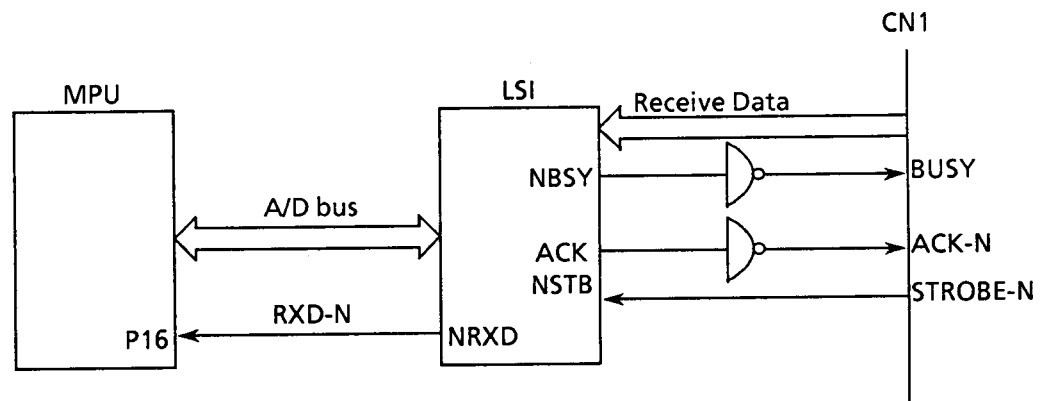 CN1
MPU
LSI
Receive Data
NBSY
BUSY
A/D bus
ACK
ACK-N
NSTB
STROBE-N
RXD-N
P16
NRXD